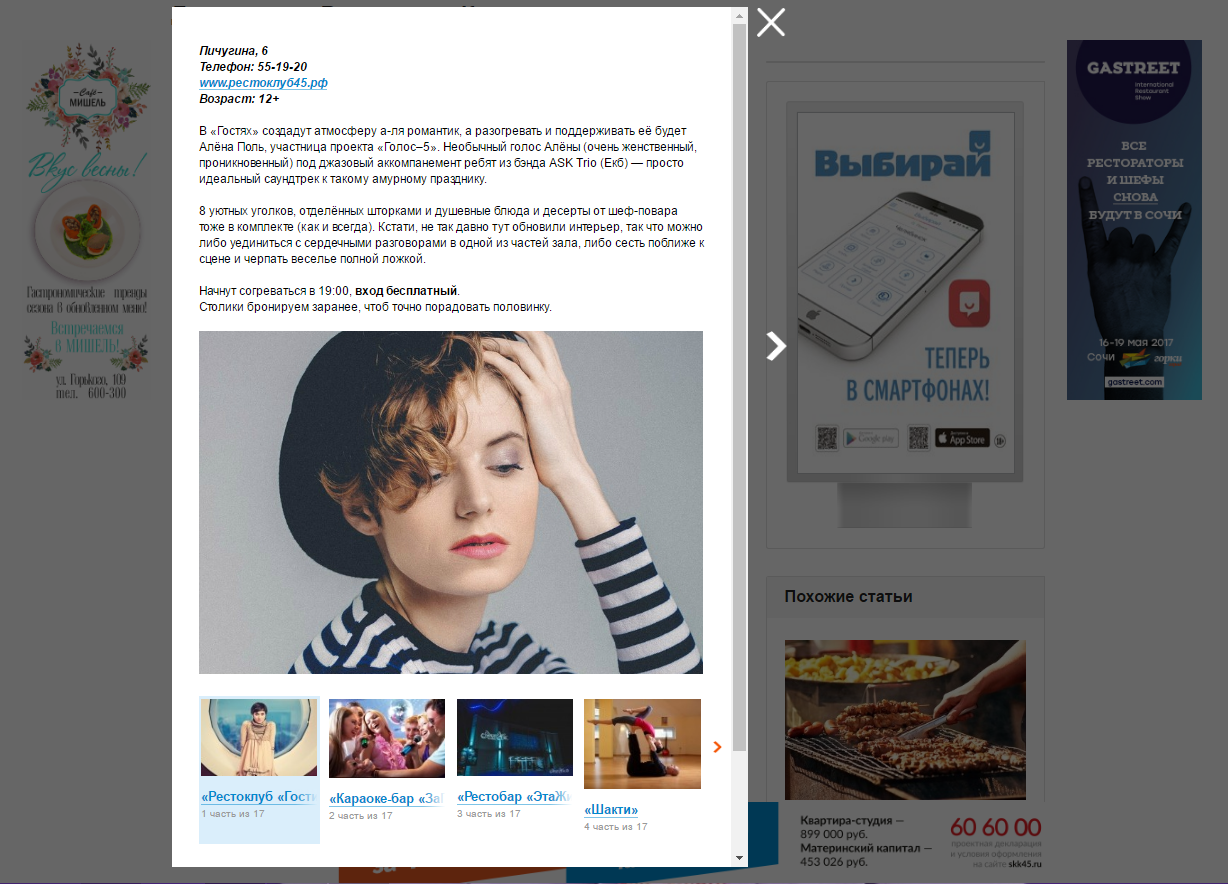 Пичугина, 6
Телефон: 55-19-20
www.рестоклуб45.рф
Возраст: 12+
В «Гостях» создадут атмосферу а-ля романтик, а разогревать и поддерживать её будет
Алёна Поль, участница проекта «Голос–5». Необычный голос Алёны (очень женственный,
проникновенный) под джазовый аккомпанемент ребят из бэнда ASK Trio (Екб) — просто
идеальный саундтрек к такому амурному празднику.
8 уютных уголков, отделённых шторками и душевные блюда и десерты от шеф-повара
тоже в комплекте (как и всегда). Кстати, не так давно тут обновили интерьер, так что можно
либо уединиться с сердечными разговорами в одной из частей зала, либо сесть поближе к
сцене и черпать веселье полной ложкой.
Начнут согреваться в 19:00, вход бесплатный.
Столики бронируем заранее, чтоб точно порадовать половинку.
«Рестоклуб «Гост
1 часть из 17
«Караоке-бар «За
2 часть из 17
«Рестобар «ЭтаЖ
3 часть из 17
«Шакти»
4 часть из 17
Café
МИШЕЛЬ
Вкус весны!
Гастрономические тренды
сезона в обновлённом меню!
Встречаемся
в МИШЕЛЬ!
ул. Горького, 109
тел. 600-300
Выбирай
ТЕПЕРЬ
В СМАРТФОНАХ!
Google play
App Store
Похожие статьи
Квартира-студия —
899 000 руб.
Материнский капитал —
453 026 руб.
60 60 00
проектная декларация
и условия оформления
на сайте skk45.ru
GASTREET
International
Restaurant
Show
ВСЕ
РЕСТОРАТОРЫ
И ШЕФЫ
СНОВА
БУДУТ В СОЧИ
16-19 мая 2017
Сочи
горки
gastreet.com